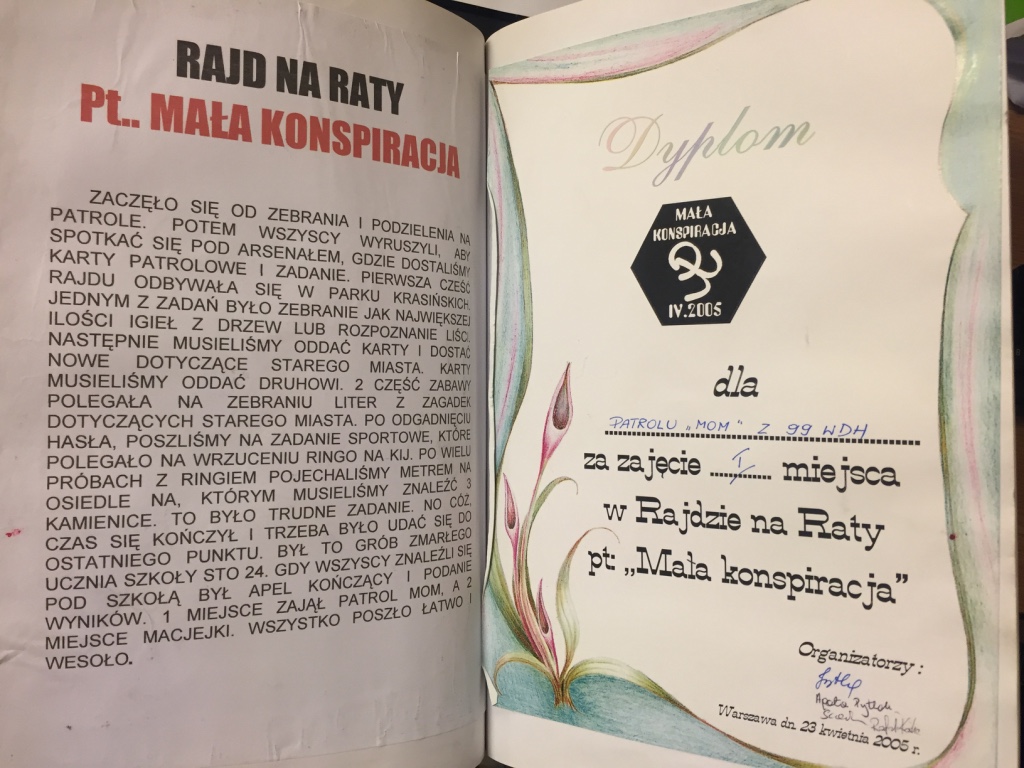 RAJD NA RATY
Pt.. MAŁA KONSPIRACJA
ZACZĘŁO SIĘ OD ZEBRANIA I PODZIELENIA NA
PATROLE. POTEM WSZYSCY WYRUSZYLI, ABY
SPOTKAĆ SIĘ POD ARSENAŁEM, GDZIE DOSTALIŚMY
KARTY PATROLOWE I ZADANIE. PIERWSZA CZEŚĆ
RAJDU ODBYWAŁA SIĘ W PARKU KRASIŃSKICH.
JEDNYM Z ZADAŃ BYŁO ZEBRANIE JAK NAJWIĘKSZEJ
ILOŚCI IGIEŁ Z DRZEW LUB ROZPOZNANIE LIŚCI.
NASTĘPNIE MUSIELIŚMY ODDAĆ KARTY I DOSTAĆ
NOWE DOTYCZĄCE STAREGO MIASTA. KARTY
MUSIELIŚMY ODDAĆ DRUHOWI. 2 CZĘŚĆ ZABAWY
POLEGAŁA NA ZEBRANIU LITER Z ZAGADEK
DOTYCZĄCYCH STAREGO MIASTA. PO ODGADNIĘCIU
HASŁA, POSZLIŚMY NA ZADANIE SPORTOWE, KTÓRE
POLEGAŁO NA WRZUCENIU RINGO NA KIJ. PO WIELU
PRÓBACH Z RINGIEM POJECHALIŚMY METREM NA
OSIEDLE NA, KTÓRYM MUSIELIŚMY ZNALEŹĆ 3
KAMIENICE. TO BYŁO TRUDNE ZADANIE. NO CÓŻ,
CZAS SIĘ KOŃCZYŁ I TRZEBA BYŁO UDAĆ SIĘ DO
OSTATNIEGO PUNKTU. BYŁ TO GRÓB ZMARŁEGO
UCZNIA SZKOŁY STO 24. GDY WSZYSCY ZNALEŹLI SIĘ
POD SZKOŁĄ BYŁ APEL KOŃCZĄCY I PODANIE
WYNIKÓW. 1 MIEJSCE ZAJĄŁ PATROL MOM, A 2
MIEJSCE MACJEJKI. WSZYSTKO POSZŁO ŁATWO I
WESOŁO.
Dyplom
MAŁA
KONSPIRACJA
IV.2005
dla
PATROLU „MOM” Z 99 WDH
za zajęcie I miejsca
w Rajdzie na Raty
pt: „Mała konspiracja”
Organizatorzy :
Warszawa dn. 23 kwietnia 2005 r.